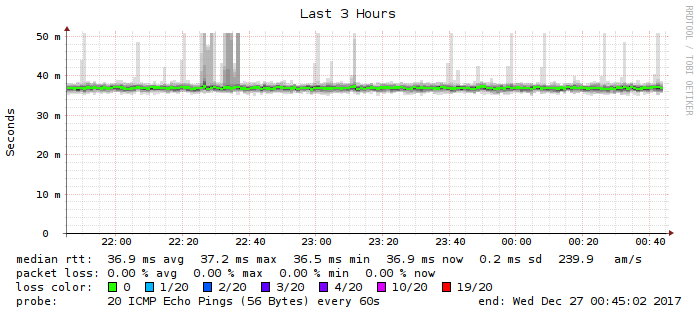 Last 3 Hours
RRDTOOL / TOBI OETIKER
Seconds
50 m
40 m
30 m
20 m
10 m
0
22:00 22:20 22:40 23:00 23:20 23:40 00:00 00:20 00:40
median rtt: 36.9 ms avg 37.2 ms max 36.5 ms min 36.9 ms now 0.2 ms sd 239.9 am/s
packet loss: 0.00 % avg 0.00 % max 0.00 % min 0.00 % now
loss color: 0 1/20 2/20 3/20 4/20 10/20 19/20
probe: 20 ICMP Echo Pings (56 Bytes) every 60s end: Wed Dec 27 00:45:02 2017